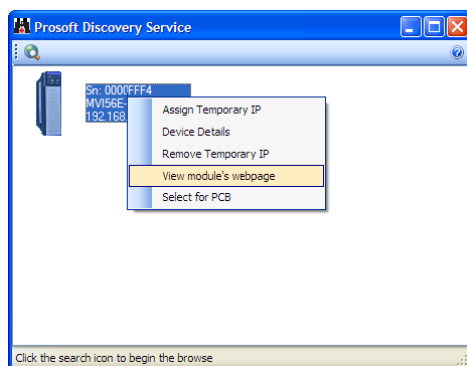 Prosoft Discovery Service
Sn: 0000FFF4
MVI56E-
192.168.
Assign Temporary IP
Device Details
Remove Temporary IP
View module's webpage
Select for PCB
Click the search icon to begin the browse